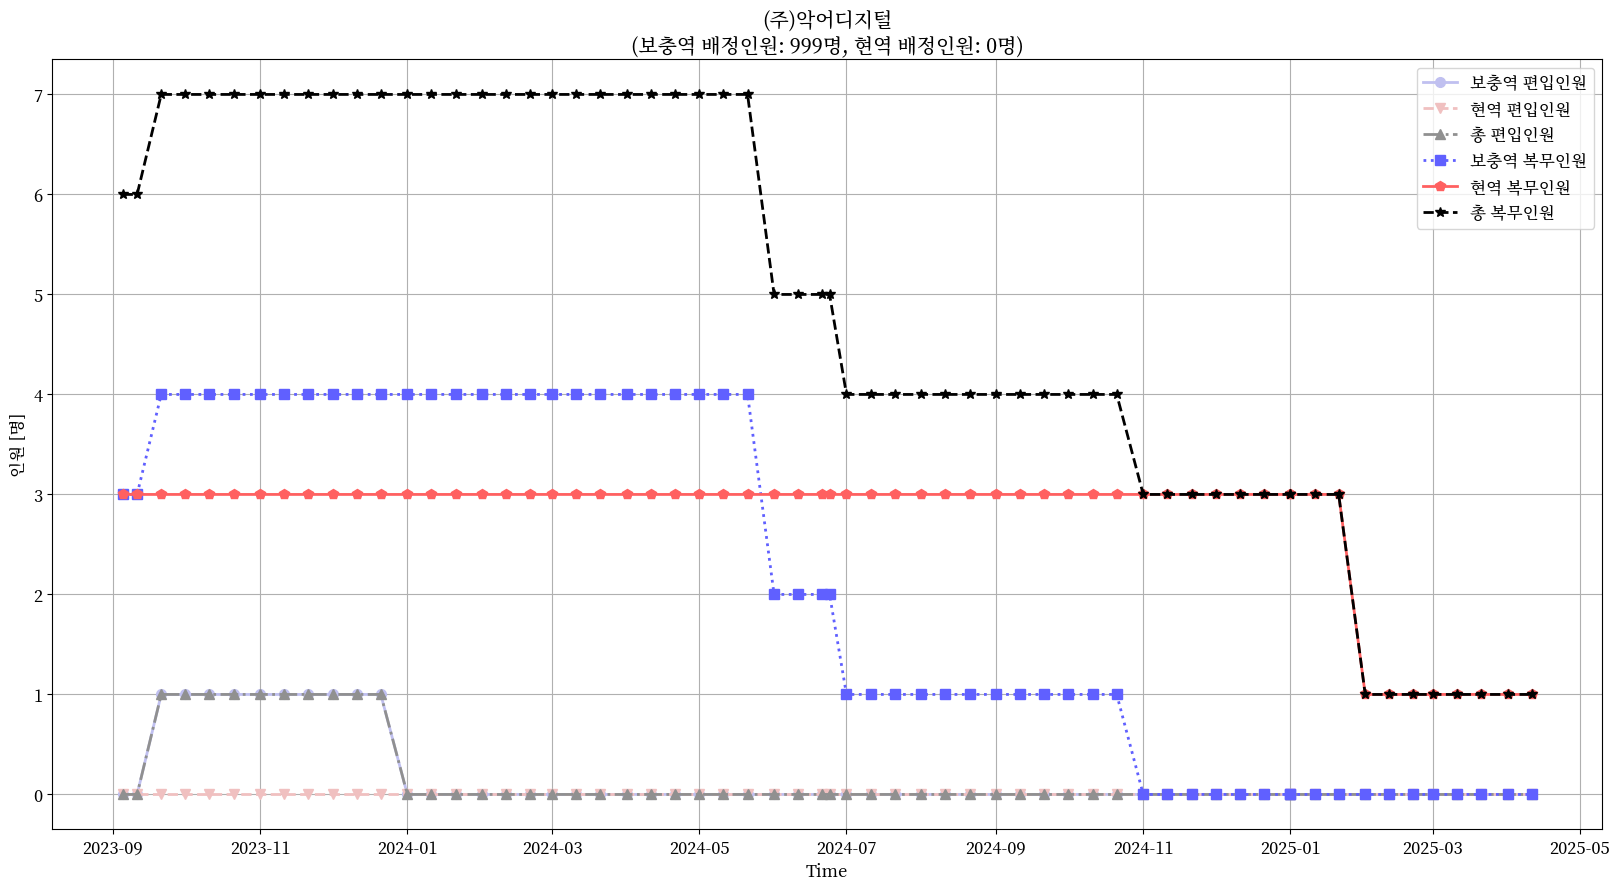 (주)악어디지털
(보충역 배정인원: 999명, 현역 배정인원: 0명)
보충역 편입인원
현역 편입인원
총 편입인원
보충역 복무인원
현역 복무인원
총 복무인원
7
6
5
4
3
2
1
0
인원 [명]
2023-09
2023-11
2024-01
2024-03
2024-05
2024-07
2024-09
2024-11
2025-01
2025-03
2025-05
Time